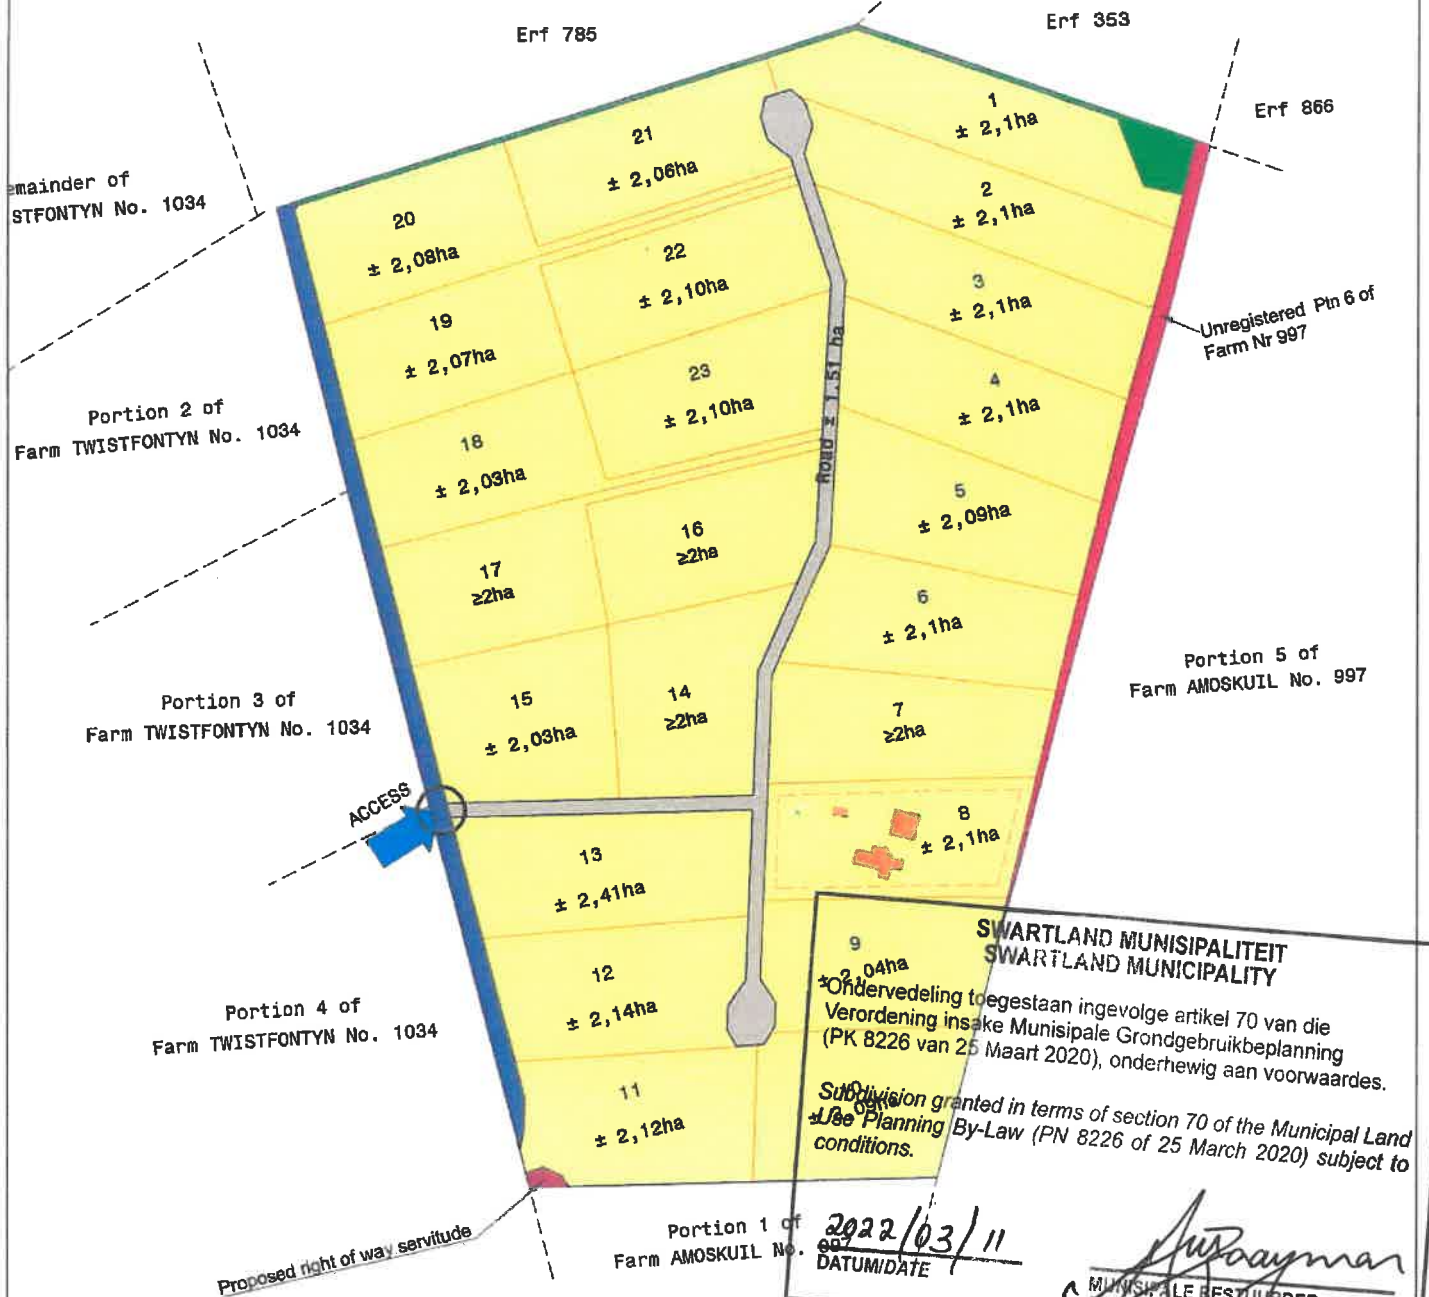 Erf 785
Erf 353
Erf 866
emainder of
STFONTYN No. 1034
1
± 2,1ha
21
± 2,06ha
2
± 2,1ha
20
± 2,08ha
22
± 2,10ha
3
± 2,1ha
Unregistered Ptn 6 of
Farm Nr 997
19
± 2,07ha
23
± 2,10ha
Road ± 1.51 ha
4
± 2,1ha
Portion 2 of
Farm TWISTFONTYN No. 1034
18
± 2,03ha
5
± 2,09ha
16
≥2ha
17
≥2ha
6
± 2,1ha
Portion 5 of
Farm AMOSKUIL No. 997
Portion 3 of
Farm TWISTFONTYN No. 1034
15
± 2,03ha
14
≥2ha
7
≥2ha
ACCESS
8
± 2,1ha
13
± 2,41ha
9
± 2,04ha
12
± 2,14ha
Portion 4 of
Farm TWISTFONTYN No. 1034
11
± 2,12ha
10
± 2,09ha
SWARTLAND MUNISIPALITEIT
SWARTLAND MUNICIPALITY
Ondervedeling toegestaan ingevolge artikel 70 van die
Verordening insake Munisipale Grondgebruikbeplanning
(PK 8226 van 25 Maart 2020), onderhewig aan voorwaardes.
Subdivision granted in terms of section 70 of the Municipal Land
Use Planning By-Law (PN 8226 of 25 March 2020) subject to
conditions.
Proposed right of way servitude
Portion 1 of
Farm AMOSKUIL No. 997
2022/03/11
DATUM/DATE
MUNISIPALE BESTUURDER